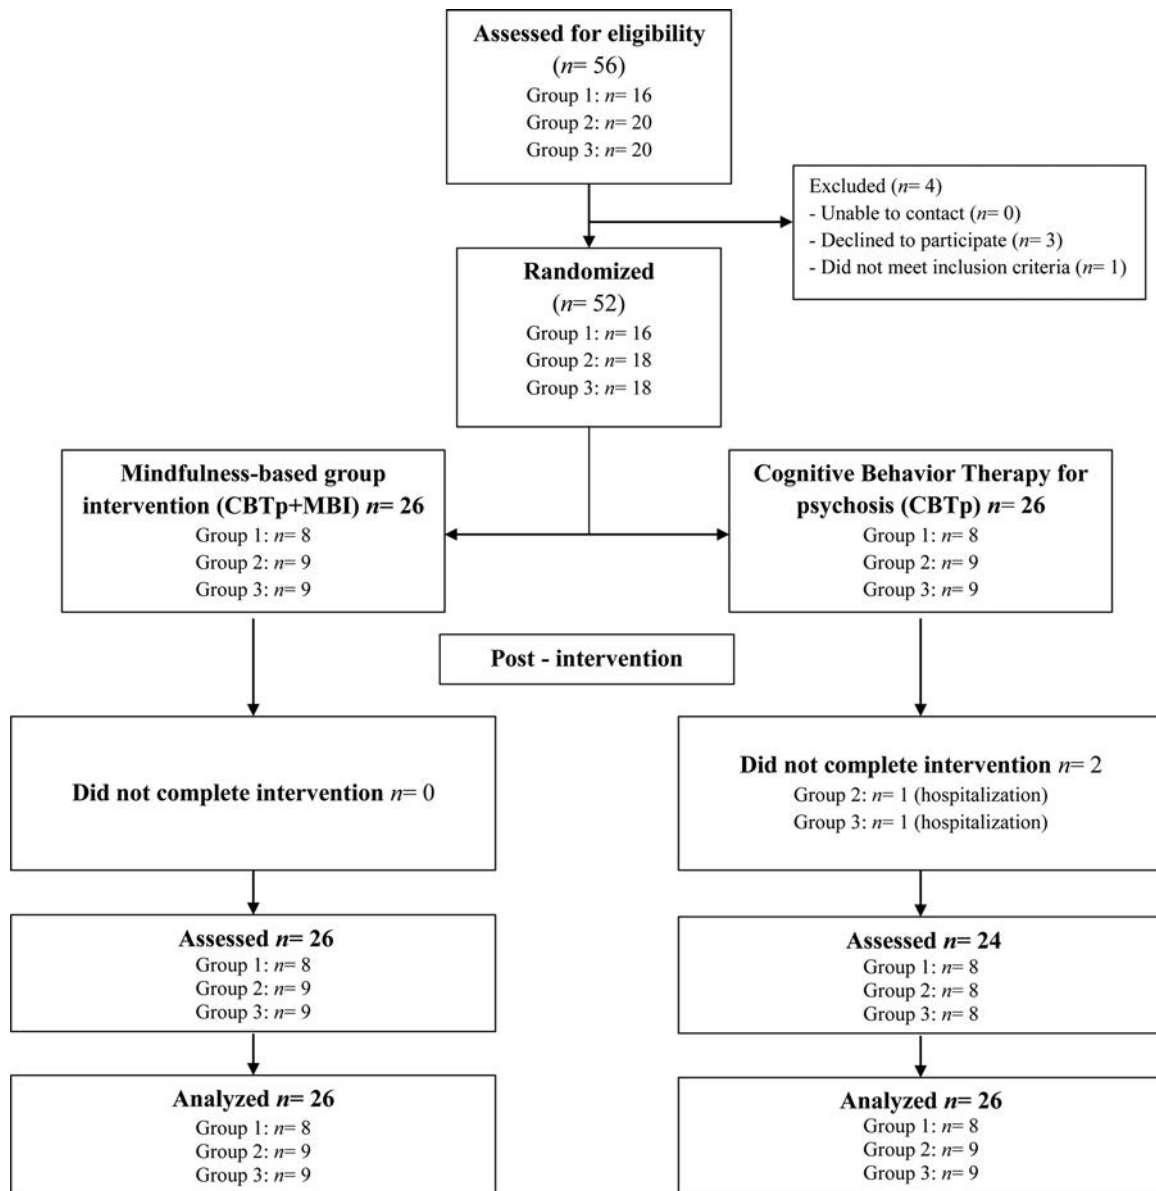 Assessed for eligibility
(n= 56)
Group 1: n= 16
Group 2: n= 20
Group 3: n= 20
Excluded (n= 4)
- Unable to contact (n= 0)
- Declined to participate (n= 3)
- Did not meet inclusion criteria (n= 1)
Randomized
(n= 52)
Group 1: n= 16
Group 2: n= 18
Group 3: n= 18
Mindfulness-based group
intervention (CBTp+MBI) n= 26
Group 1: n= 8
Group 2: n= 9
Group 3: n= 9
Cognitive Behavior Therapy for
psychosis (CBTp) n= 26
Group 1: n= 8
Group 2: n= 9
Group 3: n= 9
Post - intervention
Did not complete intervention n= 0
Did not complete intervention n= 2
Group 2: n= 1 (hospitalization)
Group 3: n= 1 (hospitalization)
Assessed n= 26
Group 1: n= 8
Group 2: n= 9
Group 3: n= 9
Assessed n= 24
Group 1: n= 8
Group 2: n= 8
Group 3: n= 8
Analyzed n= 26
Group 1: n= 8
Group 2: n= 9
Group 3: n= 9
Analyzed n= 26
Group 1: n= 8
Group 2: n= 9
Group 3: n= 9